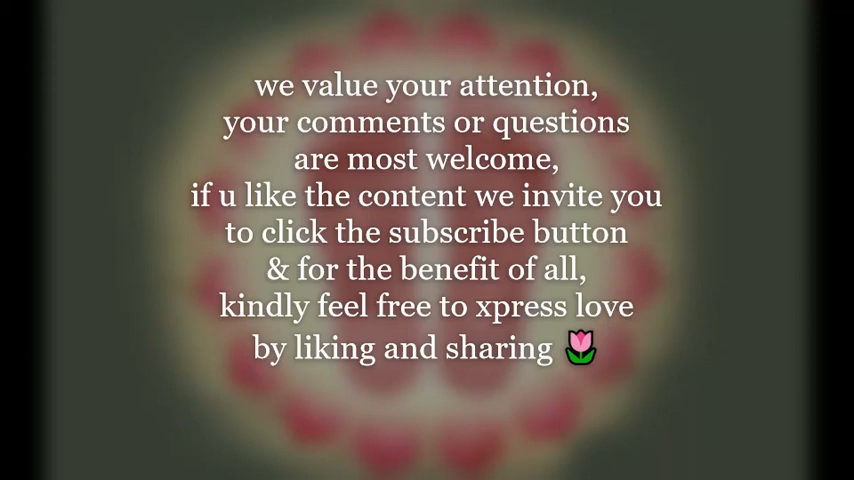 we value your attention,
your comments or questions
are most welcome,
if u like the content we invite you
to click the subscribe button
& for the benefit of all,
kindly feel free to xpress love
by liking and sharing 🌷